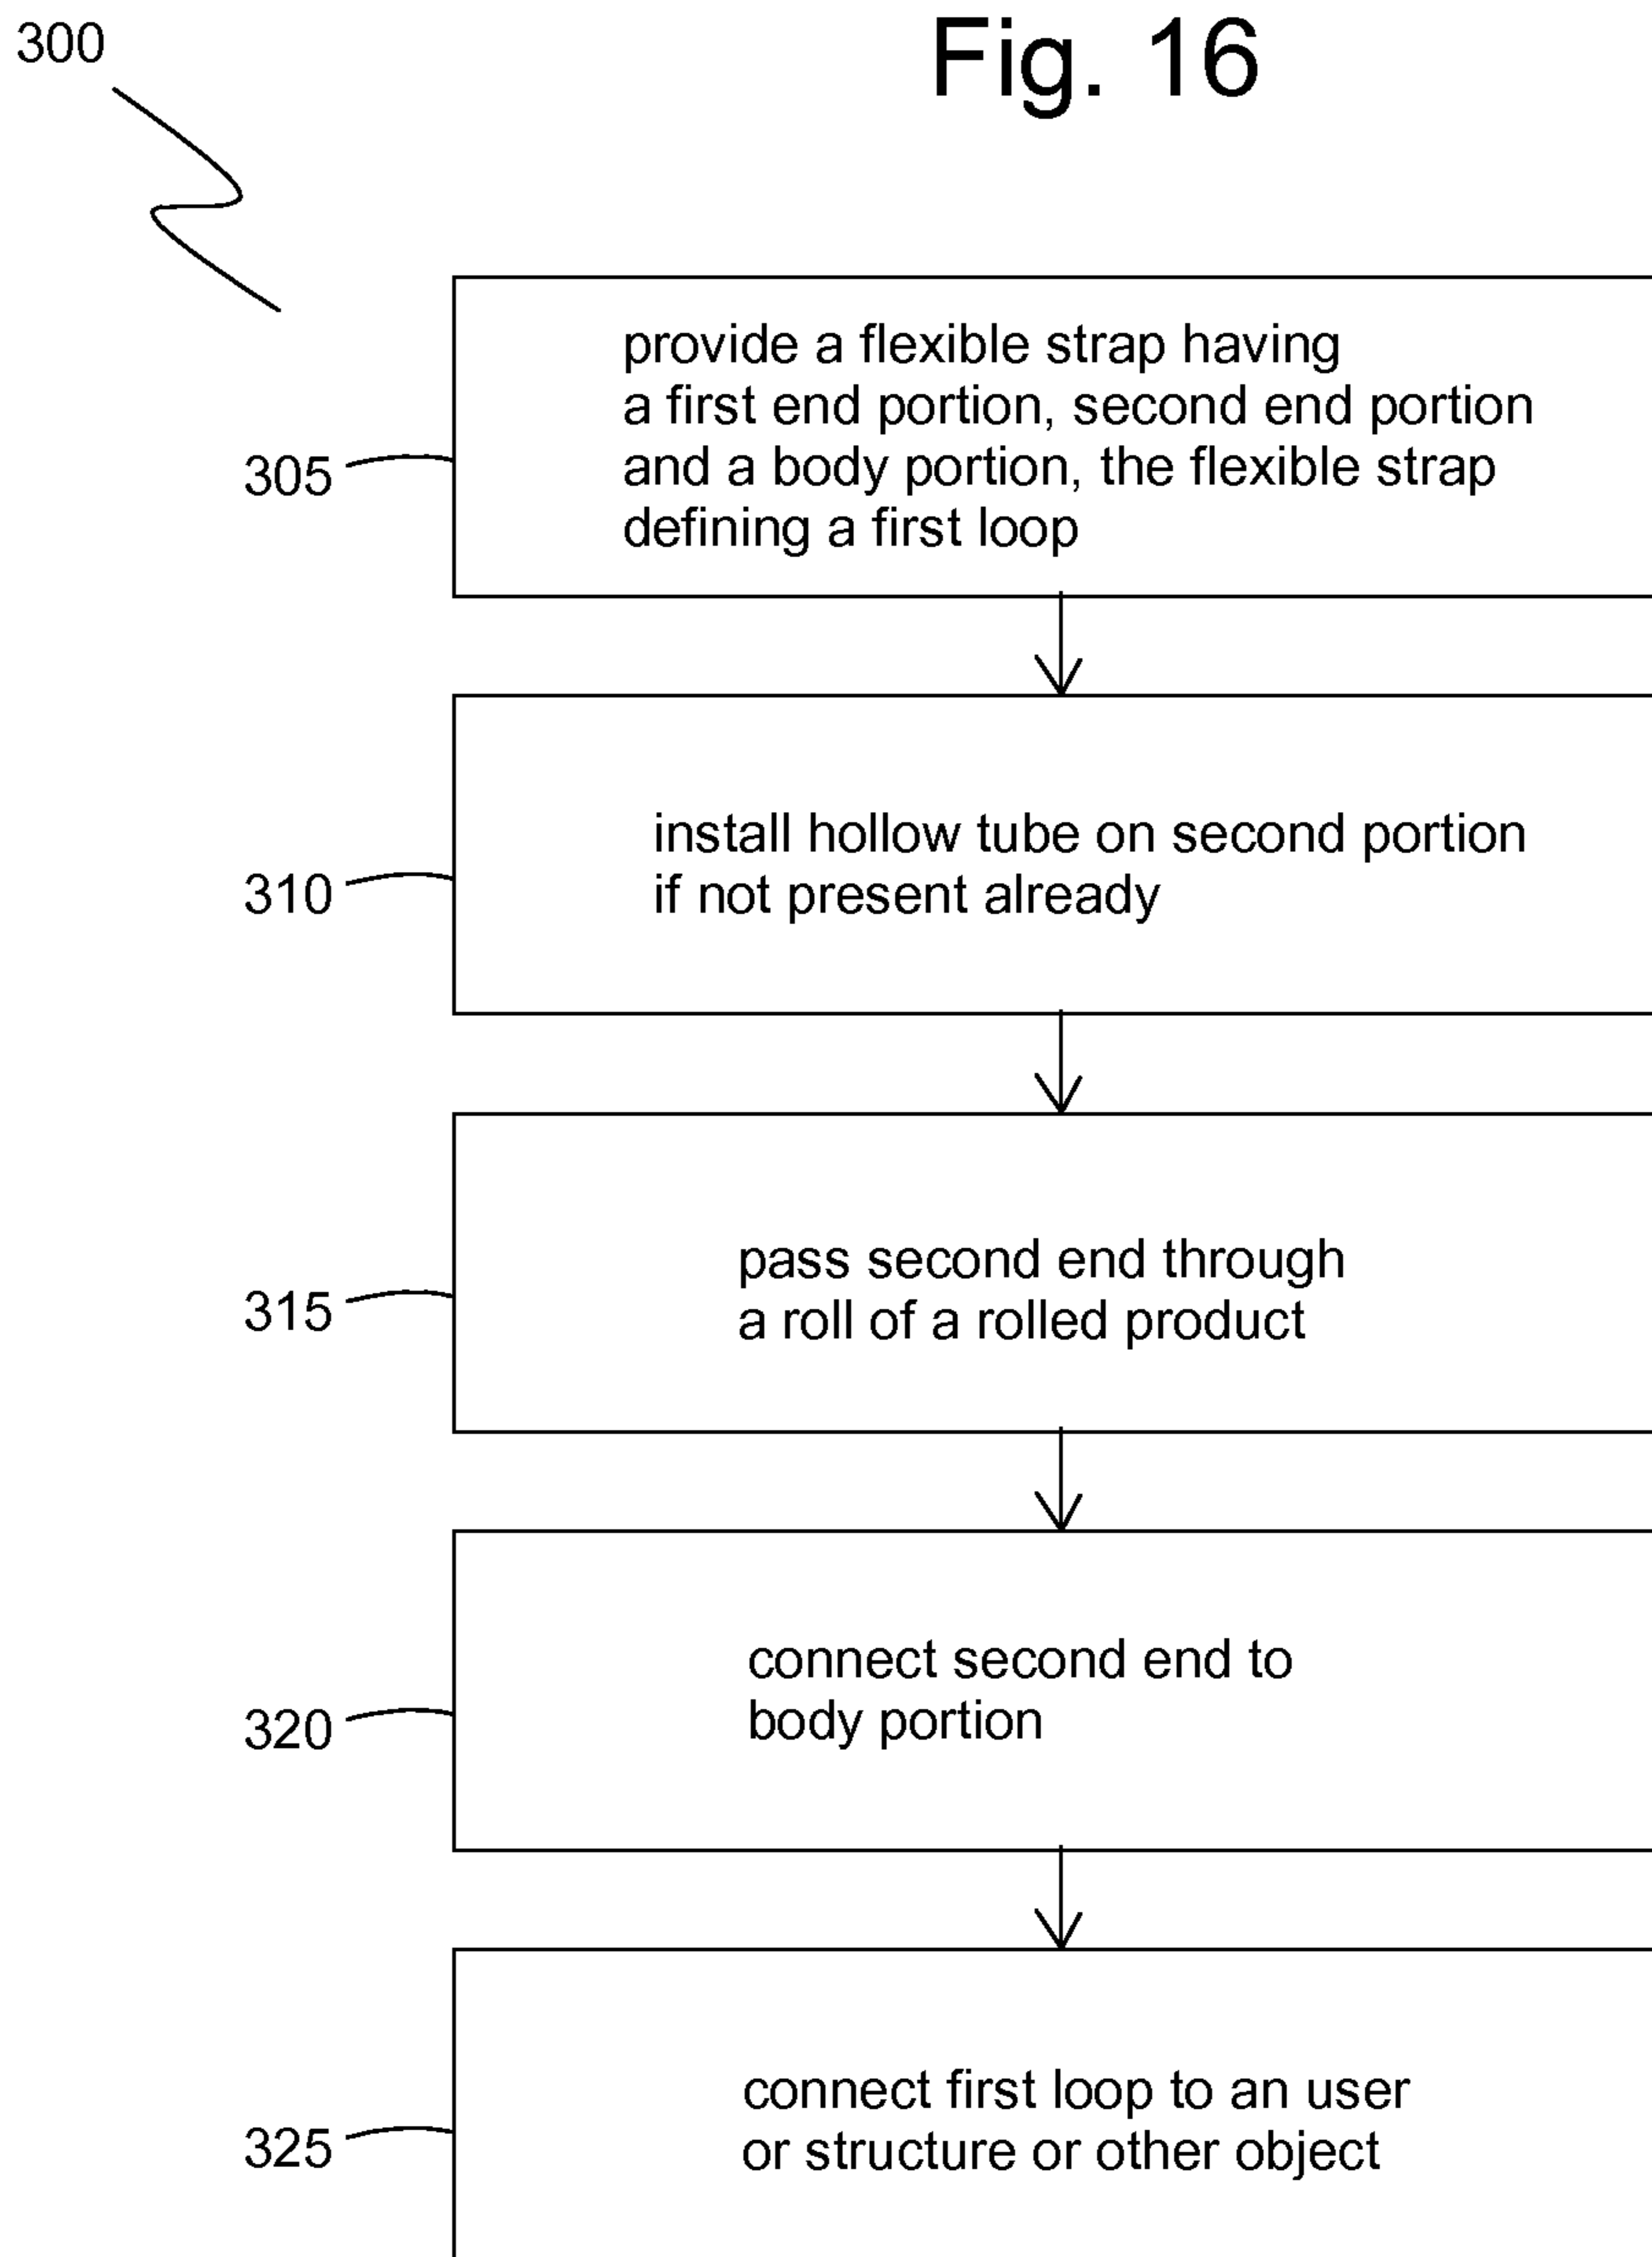 300
Fig. 16
provide a flexible strap having
a first end portion, second end portion
and a body portion, the flexible strap
defining a first loop
305
install hollow tube on second portion
if not present already
310
pass second end through
a roll of a rolled product
315
connect second end to
body portion
320
connect first loop to an user
or structure or other object
325